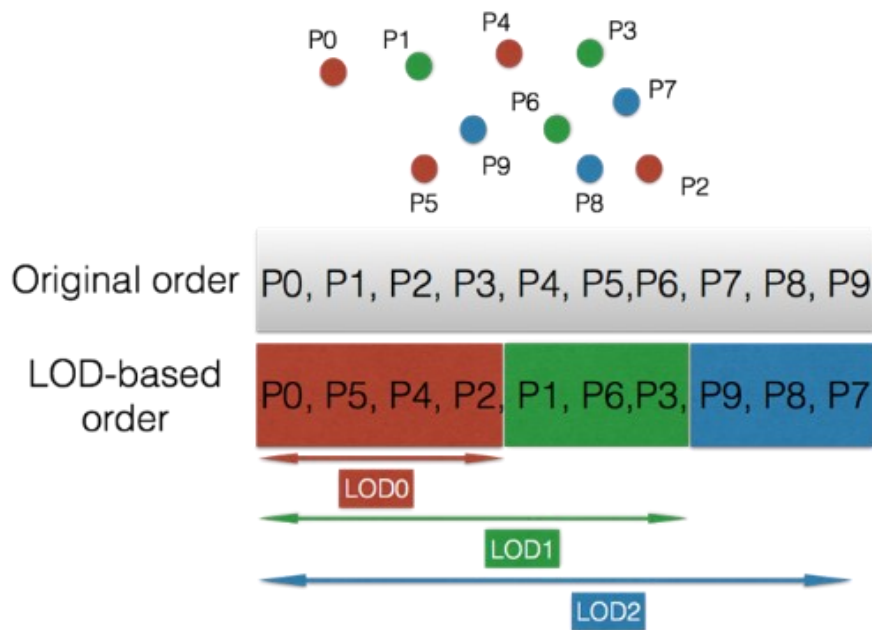 P4
P3
P0
P1
P7
P6
P9
P2
P5
P8
Original order
P0, P1, P2, P3, P4, P5,P6, P7, P8, P9
LOD-based
order
P0, P5, P4, P2, P1, P6,P3, P9, P8, P7
LOD0
LOD1
LOD2